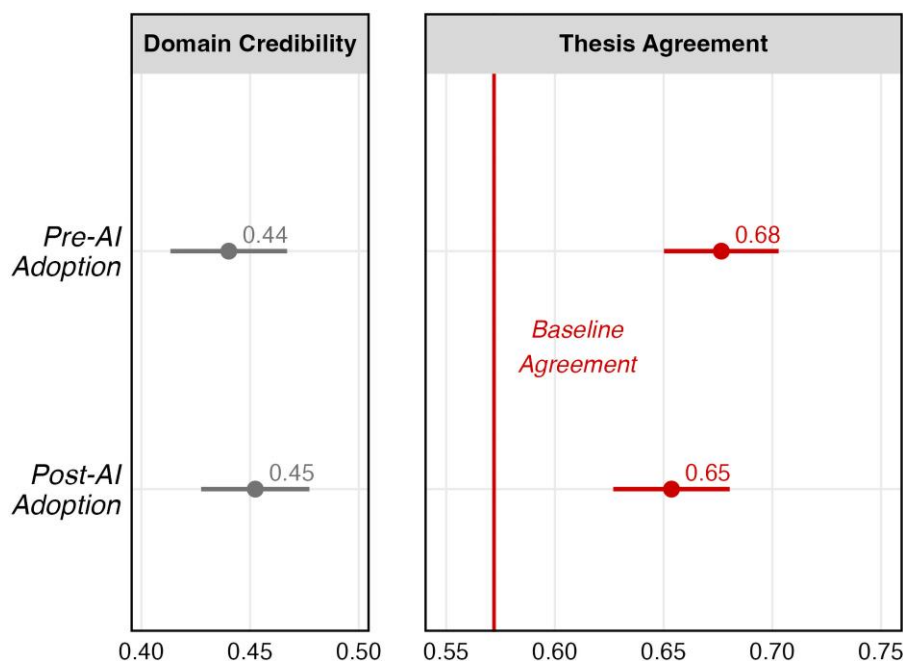 Domain Credibility
Thesis Agreement
Pre-AI
Adoption
0.44
0.68
Baseline
Agreement
Post-AI
Adoption
0.45
0.65
0.40
0.45
0.50
0.55
0.60
0.65
0.70
0.75